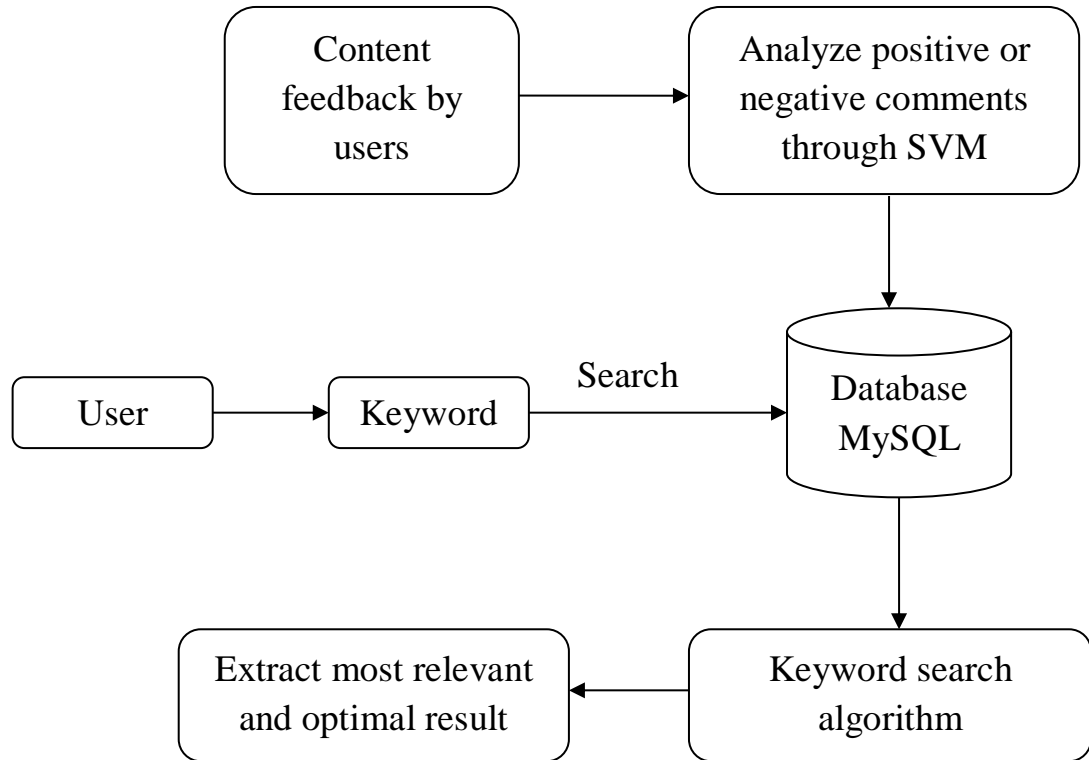 Content
feedback by
users
Analyze positive or
negative comments
through SVM
Search
User
Keyword
Database
MySQL
Extract most relevant
and optimal result
Keyword search
algorithm